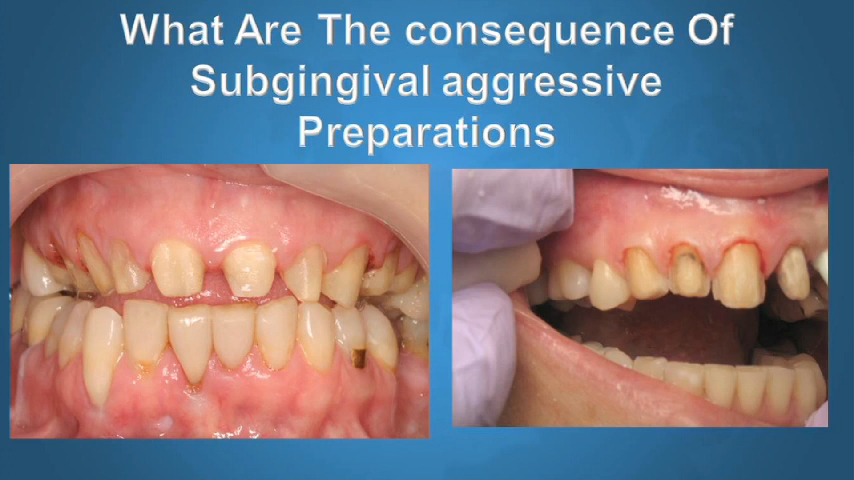 What Are The consequence Of
Subgingival aggressive
Preparations